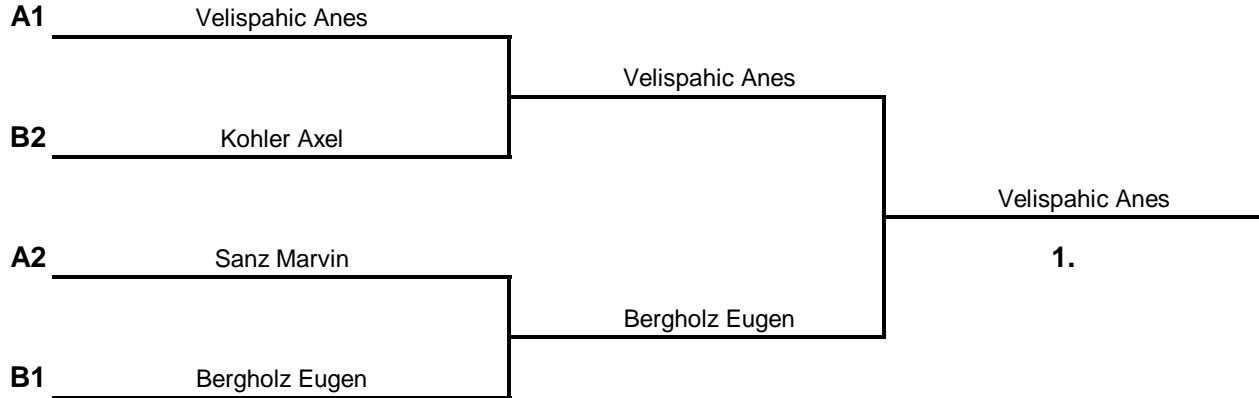 A1 Velispahic Anes
Velispahic Anes
B2 Kohler Axel
Velispahic Anes
A2 Sanz Marvin
1.
Bergholz Eugen
B1 Bergholz Eugen